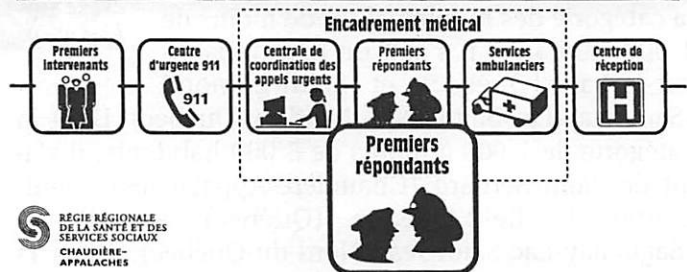 Encadrement médical
Premiers
intervenants
Centre
d'urgence 911
Centrale de
coordination des
appels urgents
Premiers
répondants
Services
ambulanciers
Centre de
réception
911
H
Premiers
répondants
RÉGIE RÉGIONALE
DE LA SANTÉ ET DES
SERVICES SOCIAUX
CHAUDIÈRE-
APPALACHES